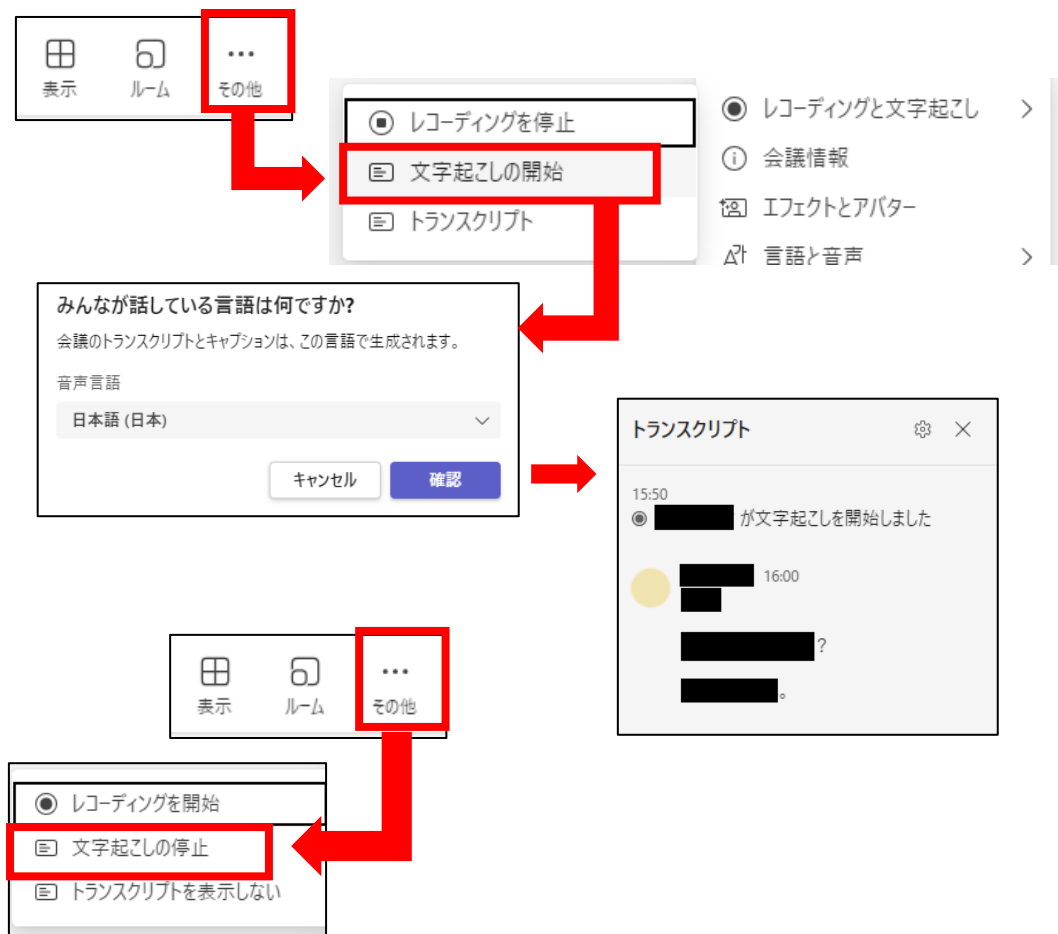 表示 ルーム その他
レコーディングを停止
文字起こしの開始
トランスクリプト
レコーディングと文字起こし
会議情報
エフェクトとアバター
言語と音声
みんなが話している言語は何ですか?
会議のトランスクリプトとキャプションは、この言語で生成されます。
音声言語
日本語 (日本)
キャンセル 確認
トランスクリプト
15:50
が文字起こしを開始しました
16:00
?
。
表示 ルーム その他
レコーディングを開始
文字起こしの停止
トランスクリプトを表示しない